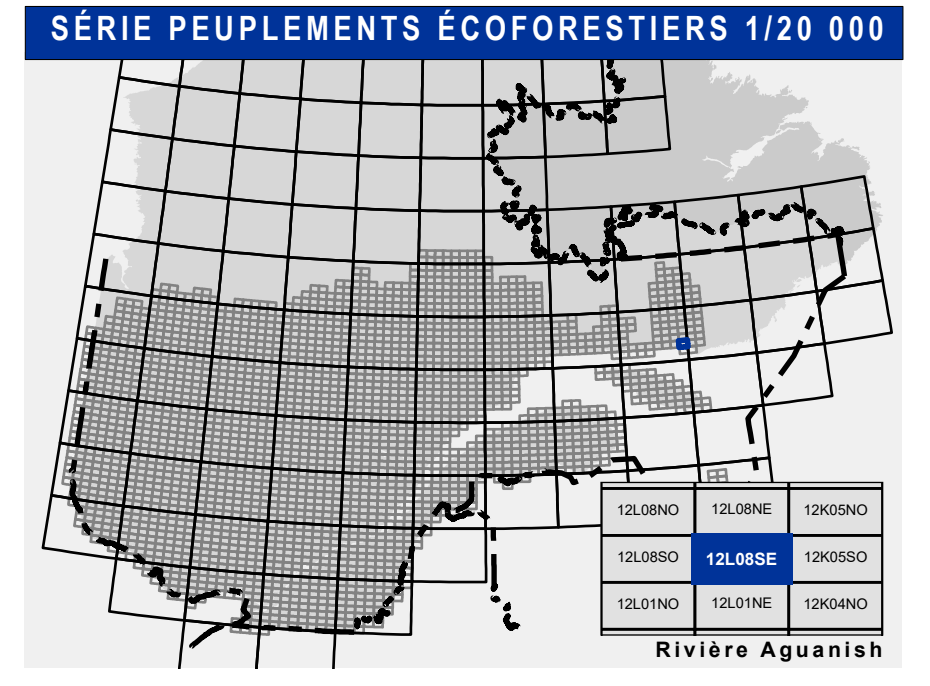 SÉRIE PEUPLEMENTS ÉCOFORESTIERS 1/20 000
12L08NO 12L08NE 12K05NO
12L08SO 12L08SE 12K05SO
12L01NO 12L01NE 12K04NO
Rivière Aguanish